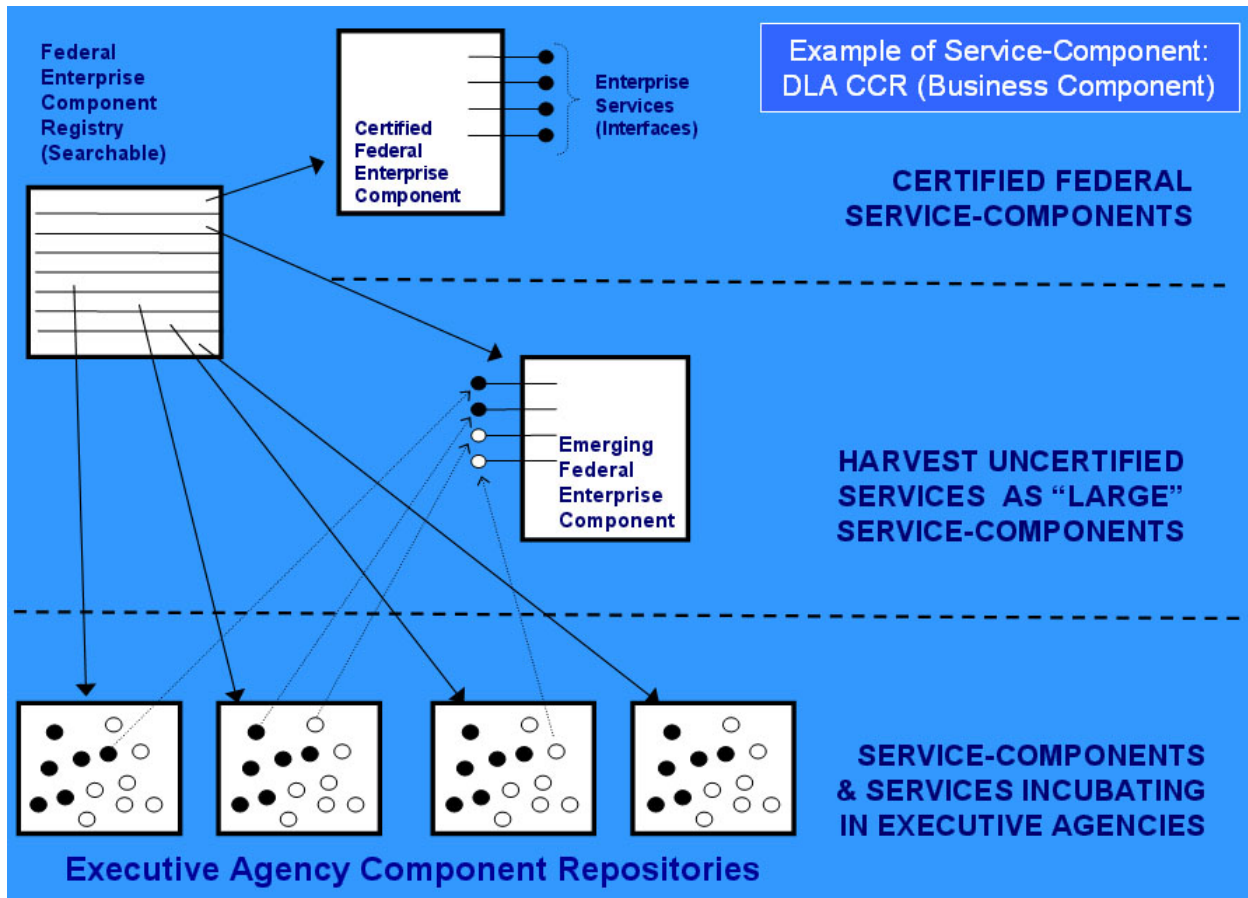 Federal
Enterprise
Component
Registry
(Searchable)
Certified
Federal
Enterprise
Component
Enterprise
Services
(Interfaces)
Example of Service-Component:
DLA CCR (Business Component)
CERTIFIED FEDERAL
SERVICE-COMPONENTS
Emerging
Federal
Enterprise
Component
HARVEST UNCERTIFIED
SERVICES AS “LARGE”
SERVICE-COMPONENTS
SERVICE-COMPONENTS
& SERVICES INCUBATING
IN EXECUTIVE AGENCIES
Executive Agency Component Repositories